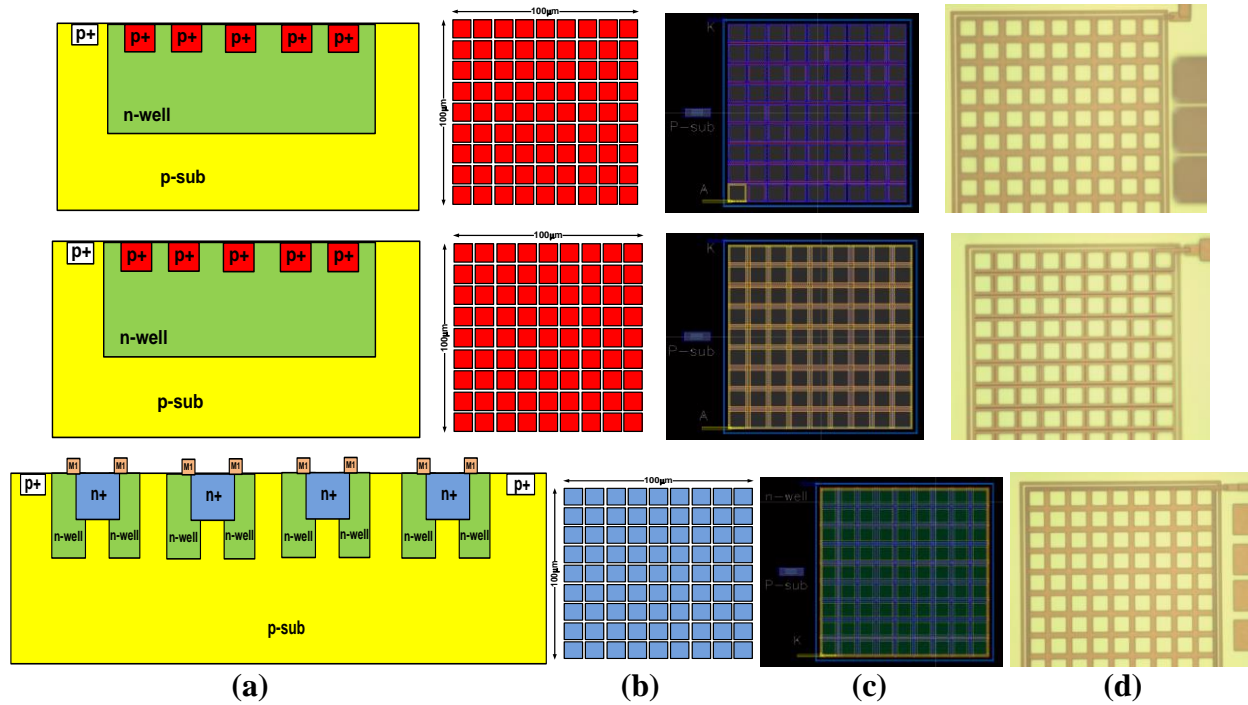 100µm
p+ p+ p+ p+ p+ p+
n-well
p-sub
100µm
K
P-sub
A
100µm
p+ p+ p+ p+ p+ p+
n-well
p-sub
100µm
K
P-sub
A
M1 M1 M1 M1 M1 M1 M1 M1
p+ n+ n+ n+ n+ p+
n-well n-well n-well n-well n-well n-well n-well n-well
p-sub
100µm
100µm
n-well
P-sub
K
(a) (b) (c) (d)